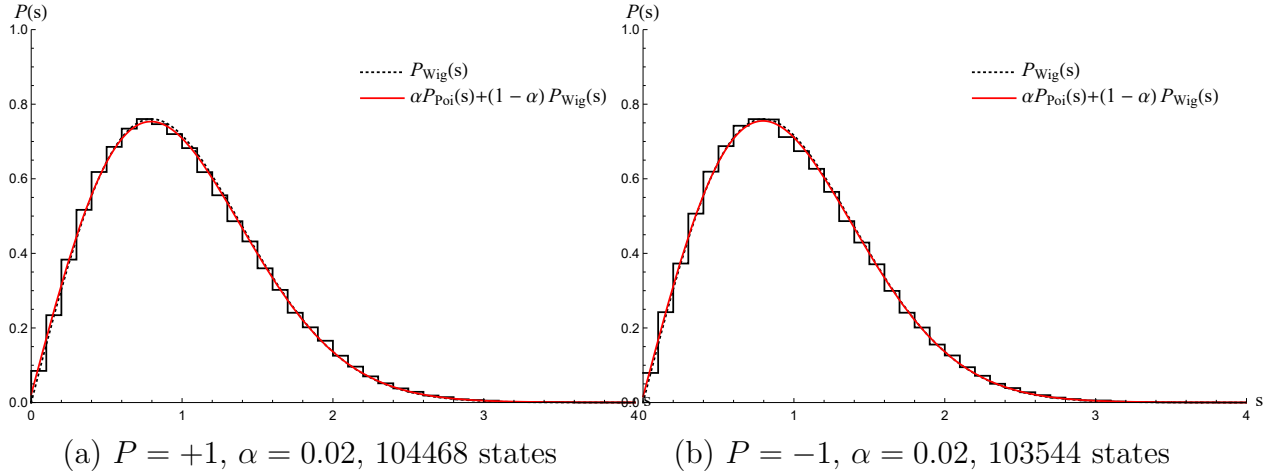 P(s)
1.0
0.8
0.6
0.4
0.2
0.0
0 1 2 3 4
s
P_Wig(s)
αP_Poi(s)+(1 - α) P_Wig(s)
P(s)
1.0
0.8
0.6
0.4
0.2
0.0
0 1 2 3 4
s
P_Wig(s)
αP_Poi(s)+(1 - α) P_Wig(s)
(a) P = +1, α = 0.02, 104468 states
(b) P = −1, α = 0.02, 103544 states